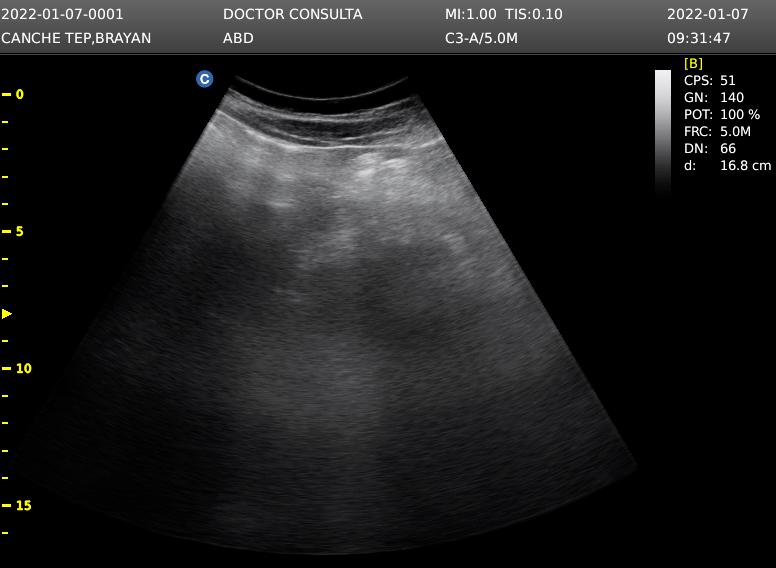 2022-01-07-0001 DOCTOR CONSULTA MI:1.00 TIS:0.10 2022-01-07
CANCHE TEP,BRAYAN ABD C3-A/5.0M 09:31:47
C
[B]
CPS: 51
GN: 140
POT: 100 %
FRC: 5.0M
DN: 66
d: 16.8 cm
0
5
10
15